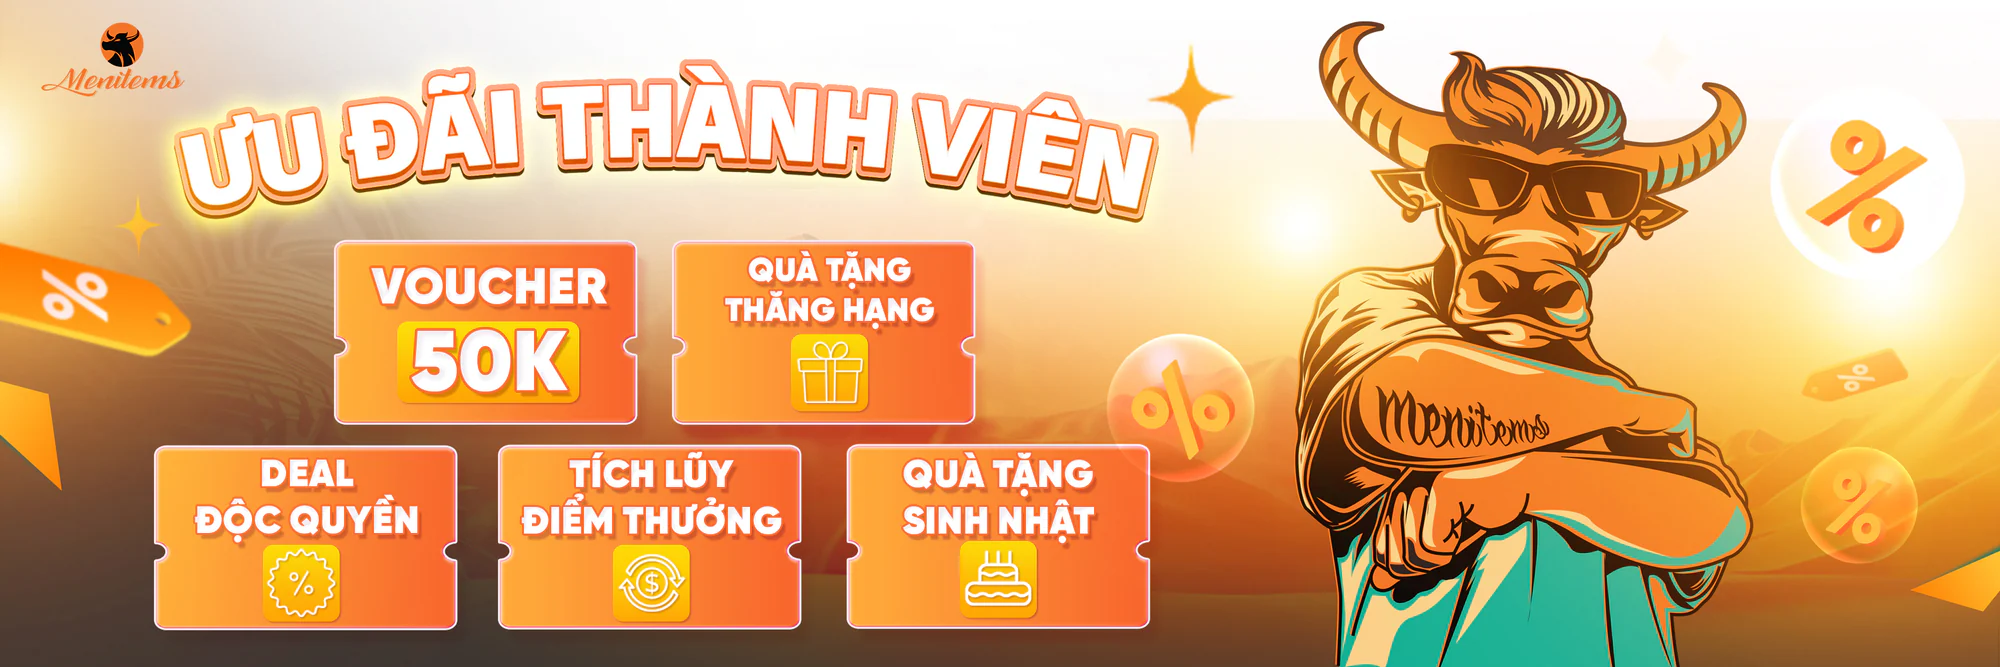 Menitems
ƯU ĐÃI THÀNH VIÊN
VOUCHER
50K
QUÀ TẶNG
THĂNG HẠNG
DEAL
ĐỘC QUYỀN
%
TÍCH LŨY
ĐIỂM THƯỞNG
$
QUÀ TẶNG
SINH NHẬT
Menitems
%
%
%
%
%